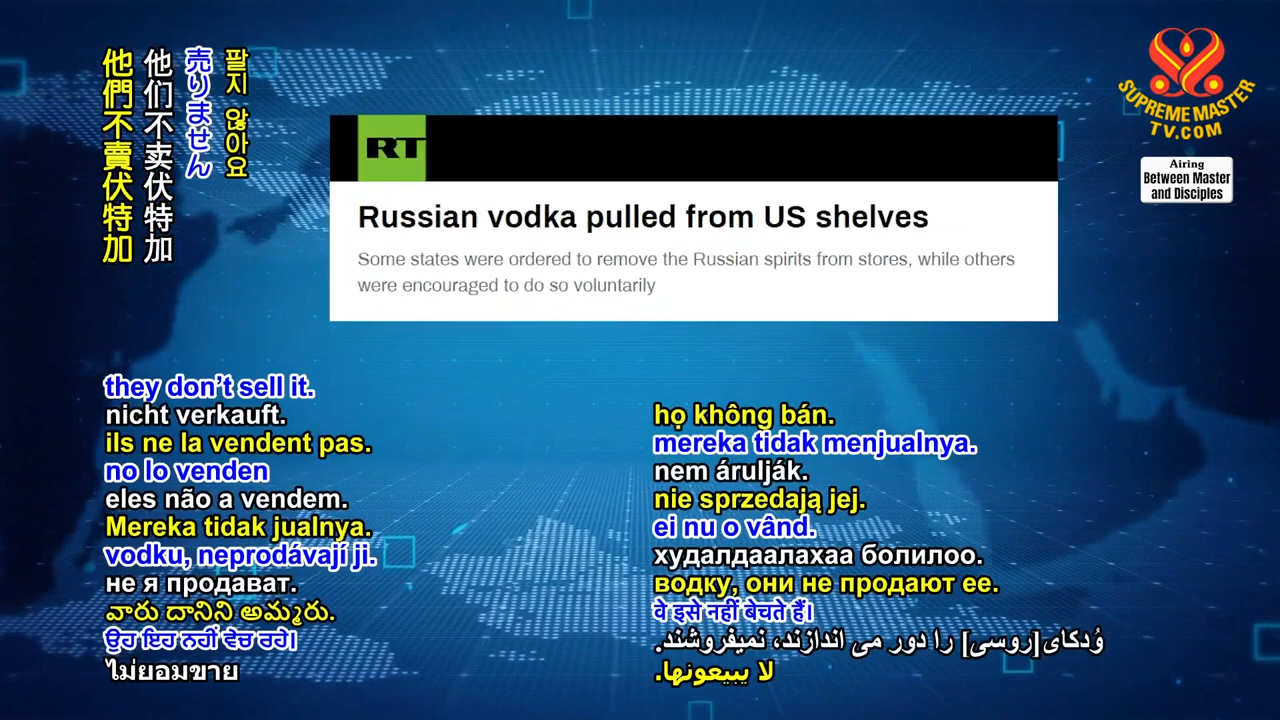 他們不賣伏特加
他们不卖伏特加
売りません
팔지 않아요
SUPREME MASTER
TV.COM
Airing
Between Master
and Disciples
RT
Russian vodka pulled from US shelves
Some states were ordered to remove the Russian spirits from stores, while others
were encouraged to do so voluntarily
they don't sell it.
nicht verkauft.
ils ne la vendent pas.
no lo venden
eles não a vendem.
Mereka tidak jualnya.
vodku, neprodávají ji.
не я продават.
వారు దానిని అమ్మరు.
ਉਹ ਇਹ ਨਹੀਂ ਵੇਚ ਰਹੇ।
ไม่ยอมขาย
họ không bán.
mereka tidak menjualnya.
nem árulják.
nie sprzedają jej.
ei nu o vând.
худалдаалахаа болилоо.
водку, они не продают ее.
वे इसे नहीं बेचते हैं।
وُدکای[روسی] را دور می اندازند، نمیفروشند.
لا يبيعونها.